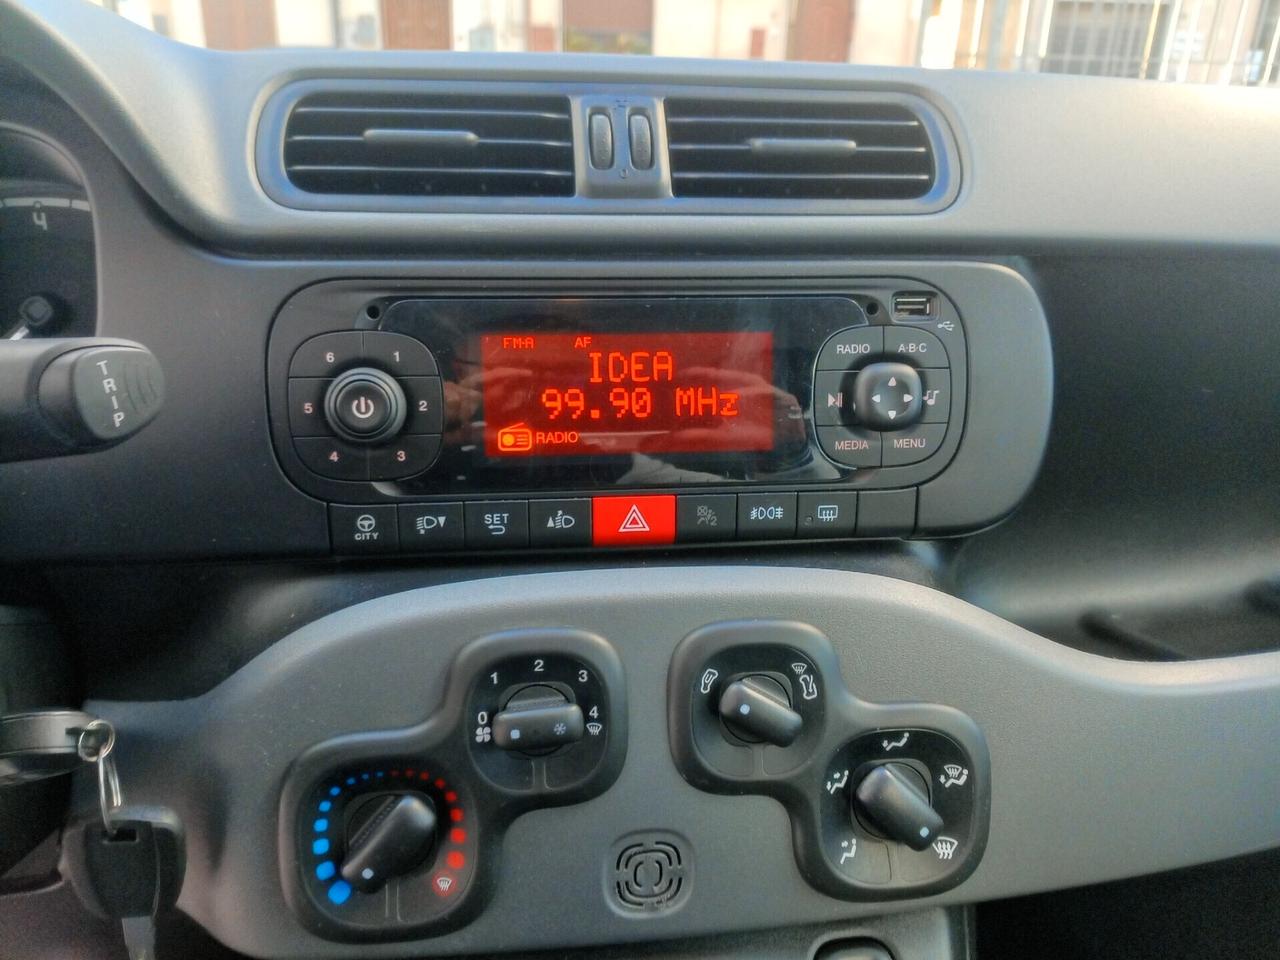 4
TRIP
6 1
5 2
4 3
FM-A AF
IDEA
99.90 MHz
RADIO
RADIO A·B·C
MEDIA MENU
CITY
SET
0 1 2 3 4